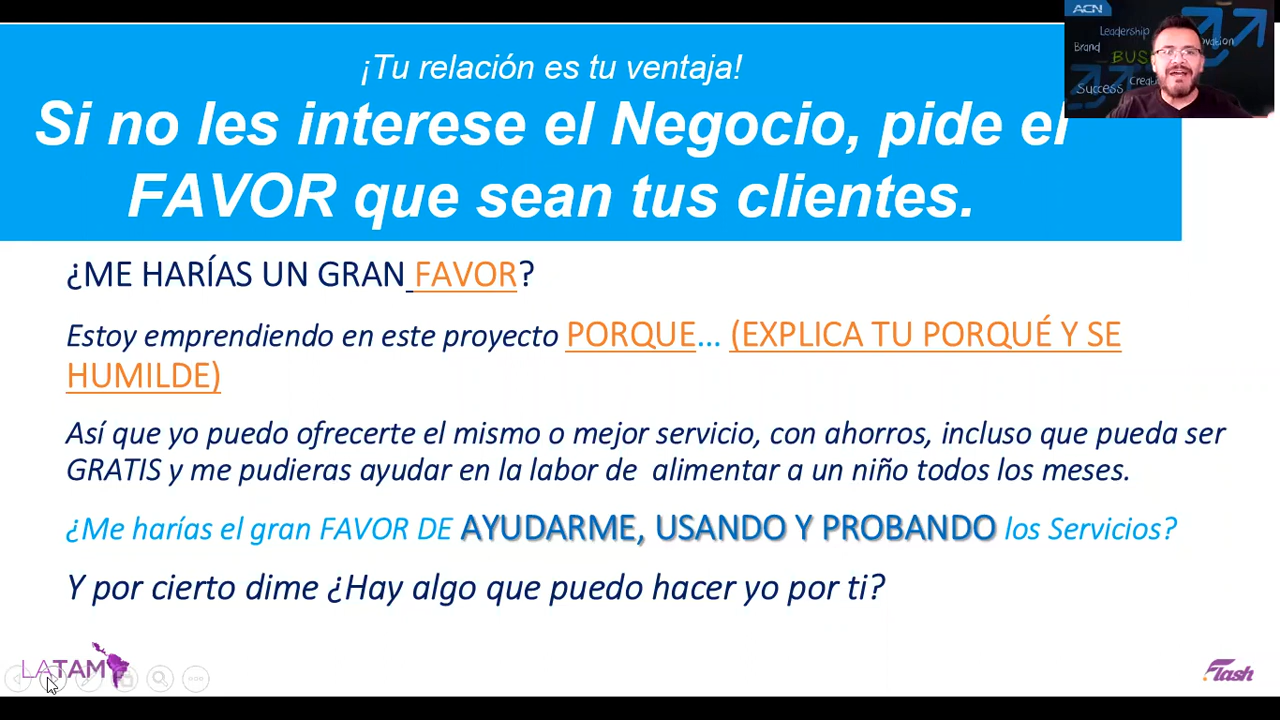 ¡Tu relación es tu ventaja!
Si no les interese el Negocio, pide el
FAVOR que sean tus clientes.
ACN
Leadership
Brand
BUS
Success
¿ME HARÍAS UN GRAN FAVOR?
Estoy emprendiendo en este proyecto PORQUE... (EXPLICA TU PORQUÉ Y SE
HUMILDE)
Así que yo puedo ofrecerte el mismo o mejor servicio, con ahorros, incluso que pueda ser
GRATIS y me pudieras ayudar en la labor de alimentar a un niño todos los meses.
¿Me harías el gran FAVOR DE AYUDARME, USANDO Y PROBANDO los Servicios?
Y por cierto dime ¿Hay algo que puedo hacer yo por ti?
LATAM
Flash